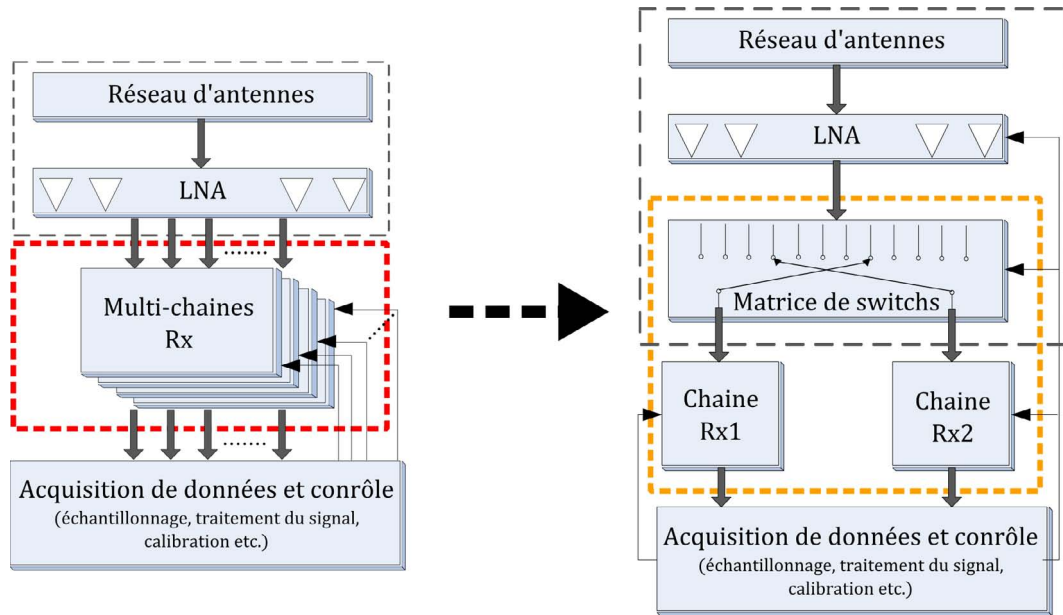 Réseau d'antennes
LNA
Multi-chaines
Rx
Acquisition de données et conrôle
(échantillonnage, traitement du signal,
calibration etc.)
Réseau d'antennes
LNA
Matrice de switchs
Chaine
Rx1
Chaine
Rx2
Acquisition de données et conrôle
(échantillonnage, traitement du signal,
calibration etc.)